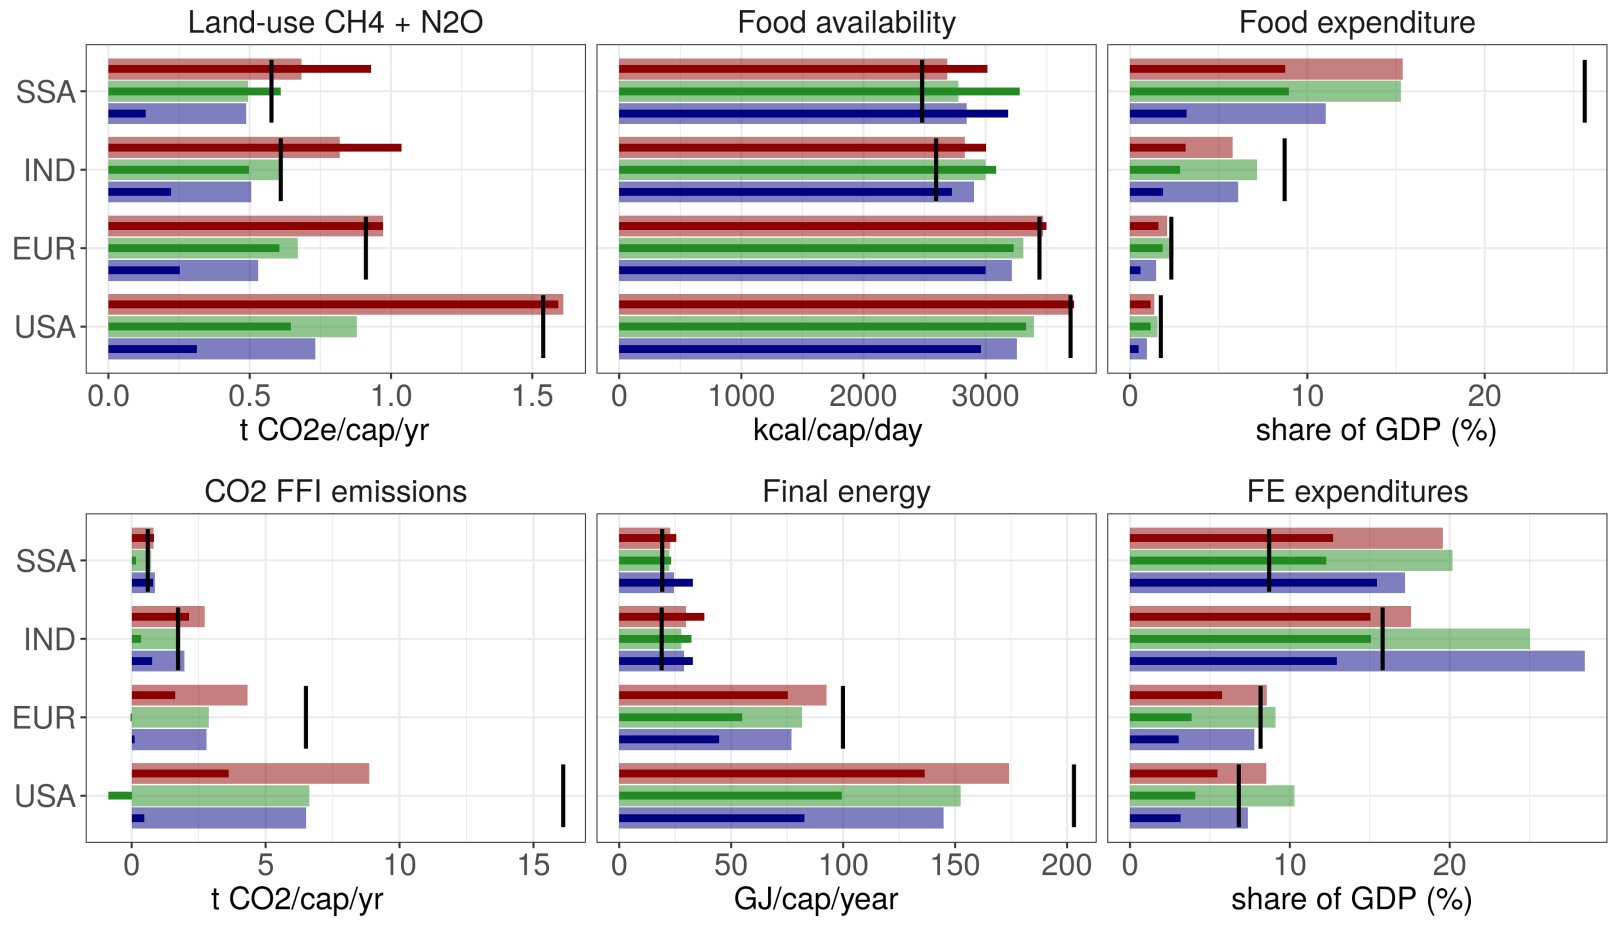 Land-use CH4 + N2O
Food availability
Food expenditure
SSA
IND
EUR
USA
0.0 0.5 1.0 1.5
0 1000 2000 3000
0 10 20
t CO2e/cap/yr
kcal/cap/day
share of GDP (%)
CO2 FFI emissions
Final energy
FE expenditures
SSA
IND
EUR
USA
0 5 10 15
0 50 100 150 200
0 10 20
t CO2/cap/yr
GJ/cap/year
share of GDP (%)